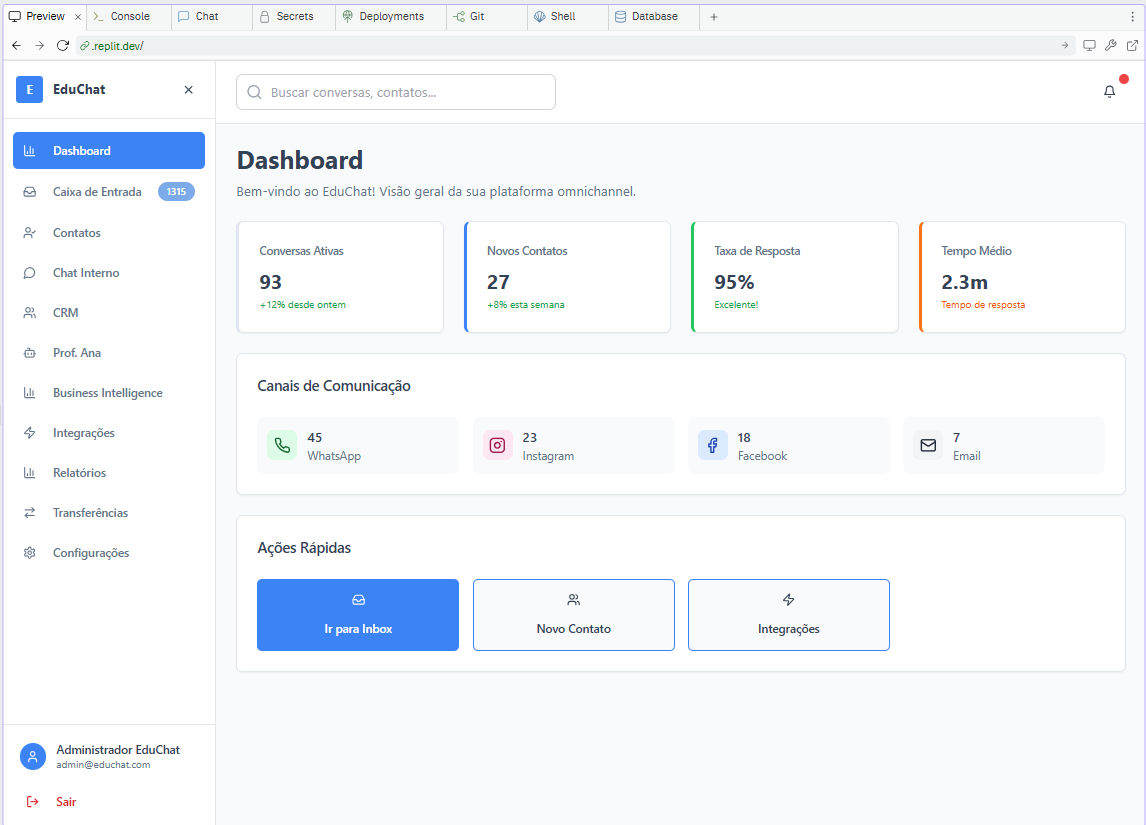 Preview
Console
Chat
Secrets
Deployments
Git
Shell
Database
.replit.dev/
E EduChat
Buscar conversas, contatos...
Dashboard
Caixa de Entrada 1315
Contatos
Chat Interno
CRM
Prof. Ana
Business Intelligence
Integrações
Relatórios
Transferências
Configurações
Administrador EduChat
admin@educhat.com
Sair
Dashboard
Bem-vindo ao EduChat! Visão geral da sua plataforma omnichannel.
Conversas Ativas
93
+12% desde ontem
Novos Contatos
27
+8% esta semana
Taxa de Resposta
95%
Excelente!
Tempo Médio
2.3m
Tempo de resposta
Canais de Comunicação
45
WhatsApp
23
Instagram
18
Facebook
7
Email
Ações Rápidas
Ir para Inbox
Novo Contato
Integrações